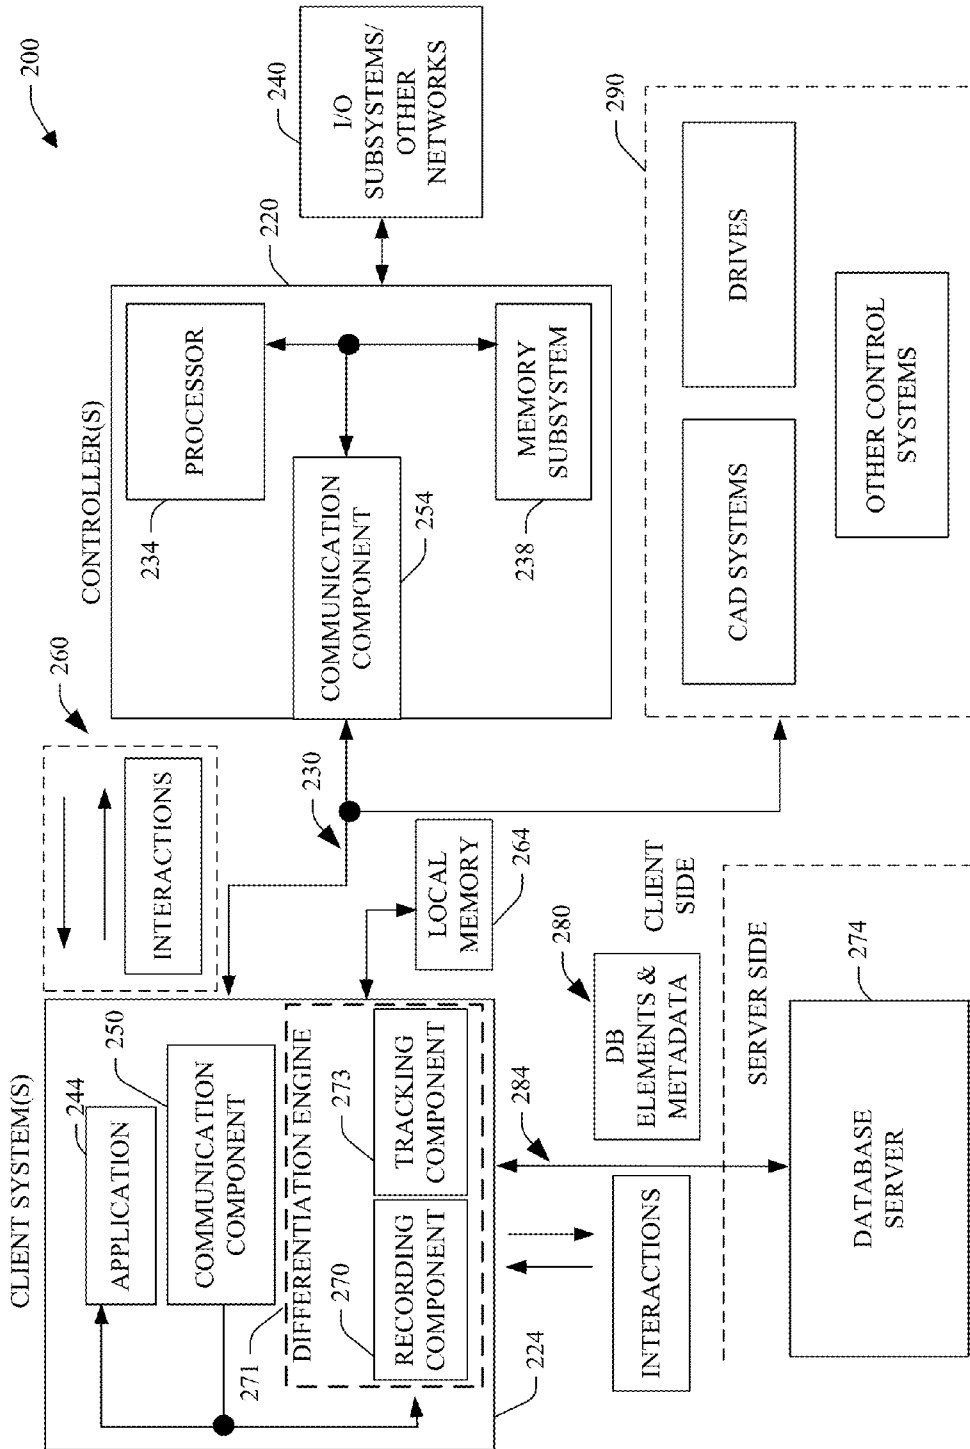 200
CLIENT SYSTEM(S)
244
APPLICATION
250
COMMUNICATION
COMPONENT
271
DIFFERENTIATION ENGINE
270
RECORDING
COMPONENT
273
TRACKING
COMPONENT
224
260
INTERACTIONS
230
LOCAL
MEMORY
264
CONTROLLER(S)
220
234
PROCESSOR
COMMUNICATION
COMPONENT
254
MEMORY
SUBSYSTEM
238
240
I/O
SUBSYSTEMS/
OTHER
NETWORKS
INTERACTIONS
284
280
DB
ELEMENTS &
METADATA
CLIENT
SIDE
SERVER SIDE
274
DATABASE
SERVER
290
CAD SYSTEMS
DRIVES
OTHER CONTROL
SYSTEMS